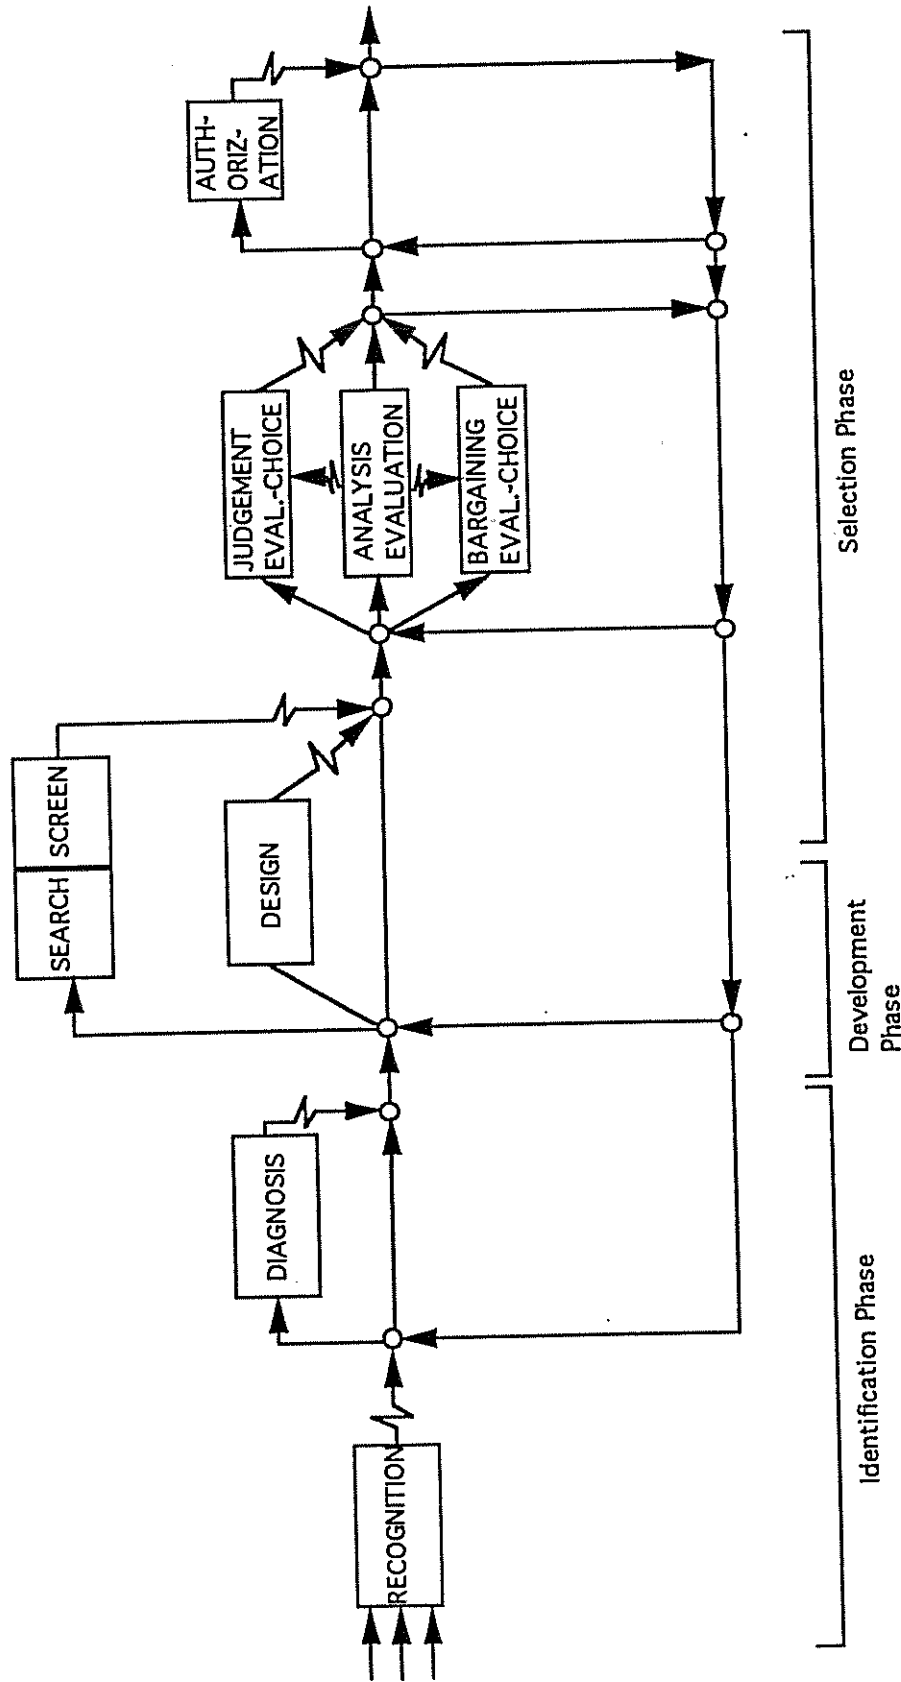 RECOGNITION
DIAGNOSIS
SEARCH
SCREEN
DESIGN
JUDGEMENT
EVAL.-CHOICE
ANALYSIS
EVALUATION
BARGAINING
EVAL.-CHOICE
AUTH-
ORIZ-
ATION
Identification Phase
Development
Phase
Selection Phase